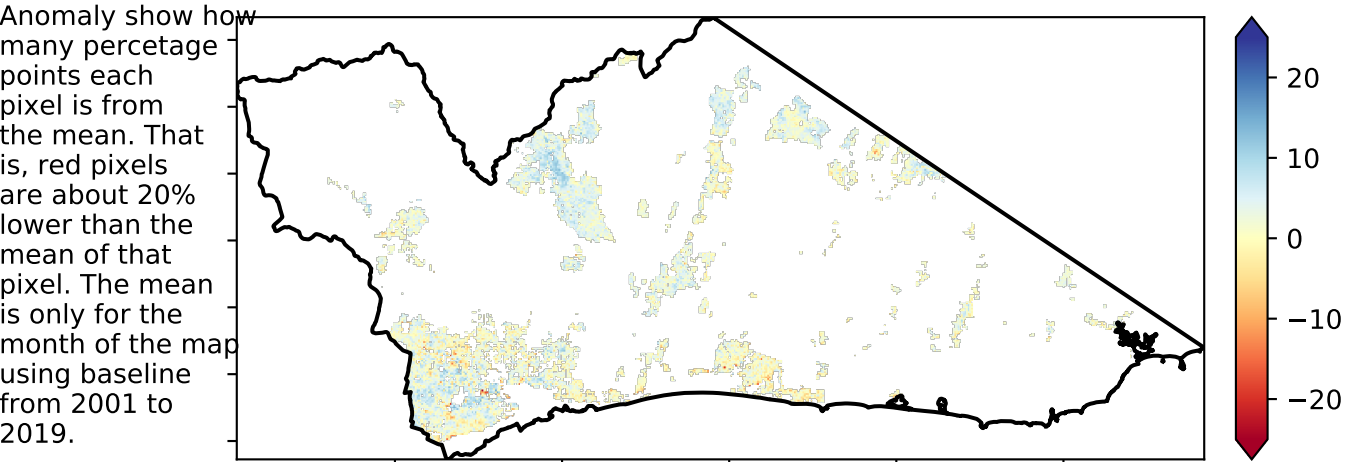 Anomaly show how
many percetage
points each
pixel is from
the mean. That
is, red pixels
are about 20%
lower than the
mean of that
pixel. The mean
is only for the
month of the map
using baseline
from 2001 to
2019.
20
10
0
−10
−20